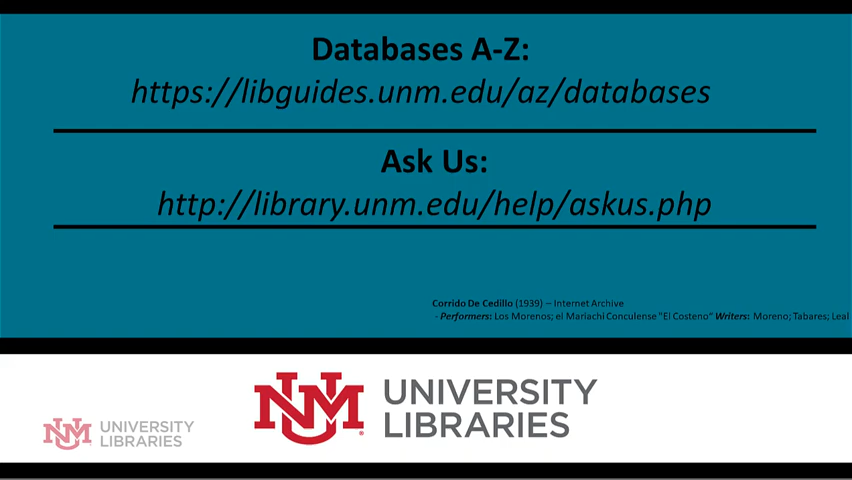 Databases A-Z:
https://libguides.unm.edu/az/databases
Ask Us:
http://library.unm.edu/help/askus.php
Corrido De Cedillo (1939) – Internet Archive
- Performers: Los Morenos; el Mariachi Conculense "El Costeno" Writers: Moreno; Tabares; Leal
UNM
UNIVERSITY
LIBRARIES
UNM
® UNIVERSITY
LIBRARIES